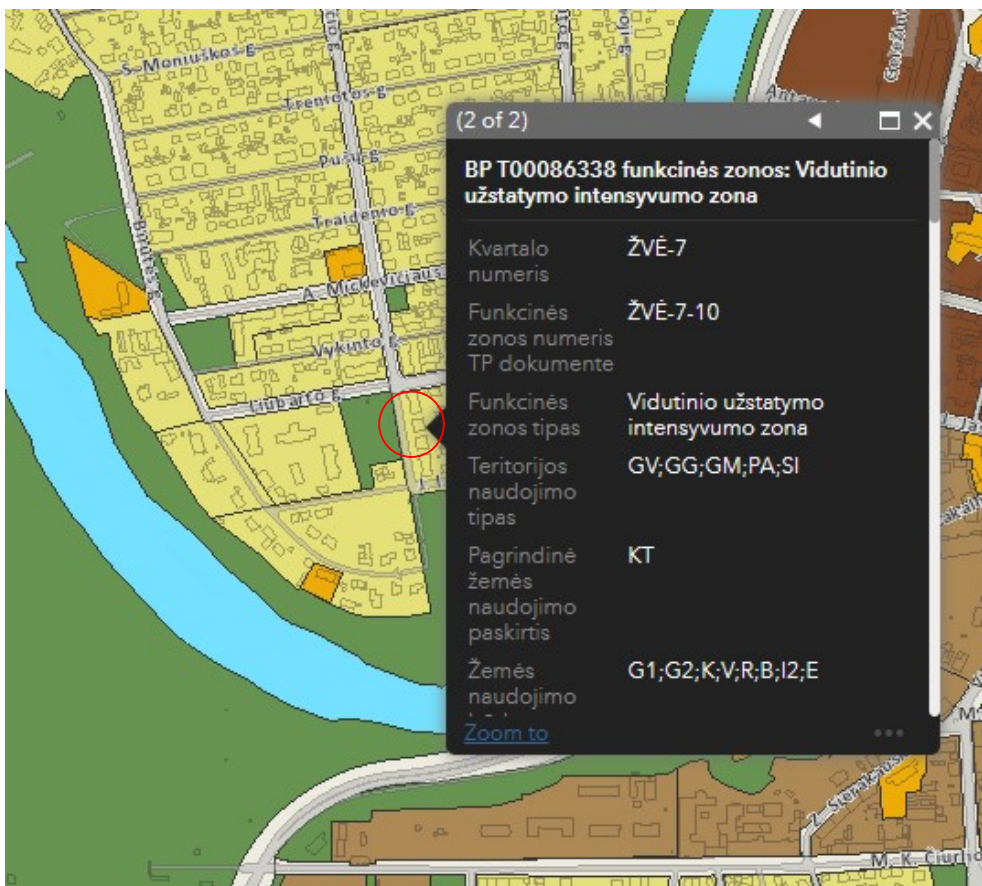 S. Moniuškos g.
Treniotos g.
Pušų g.
Traidenio g.
Birutės g.
A. Mickevičiaus
Vykinto g.
Liubarto g.
Geležini
(2 of 2)
BP T00086338 funkcinės zonos: Vidutinio
užstatymo intensyvumo zona
Kvartalo
numeris
ŽVĖ-7
Funkcinės
zonos numeris
TP dokumente
ŽVĖ-7-10
Funkcinės
zonos tipas
Vidutinio užstatymo
intensyvumo zona
Teritorijos
naudojimo
tipas
GV;GG;GM;PA;SI
Pagrindinė
žemės
naudojimo
paskirtis
KT
Žemės
naudojimo
G1;G2;K;V;R;B;I2;E
Zoom to
M. K. Čiurlio